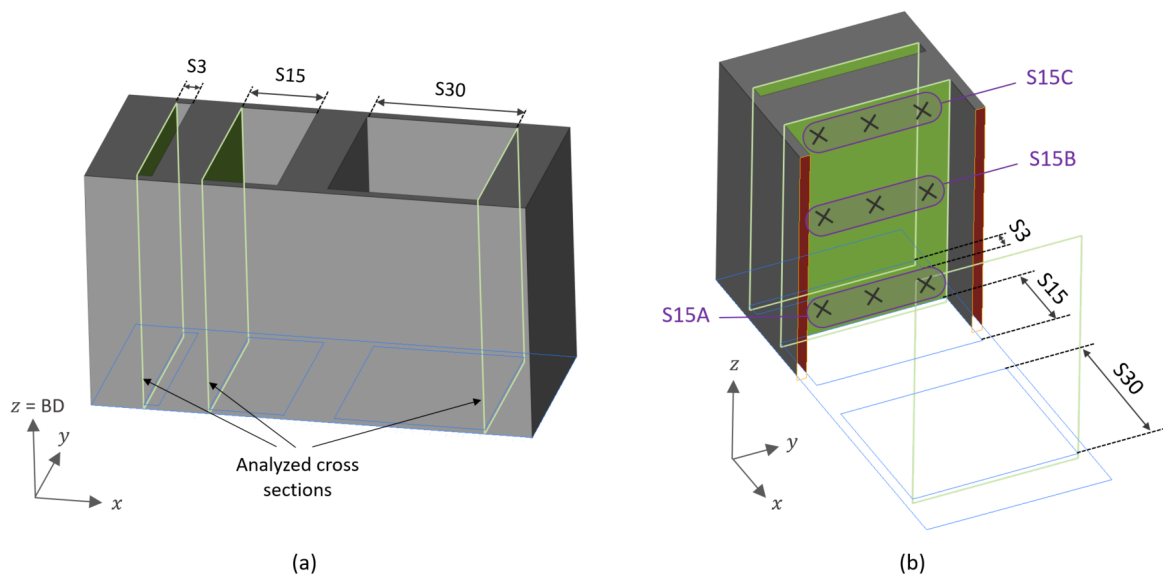 S3
S15
S30
z = BD
y
x
Analyzed cross
sections
(a)
S15C
S15B
S15A
S3
S15
S30
z
y
x
(b)